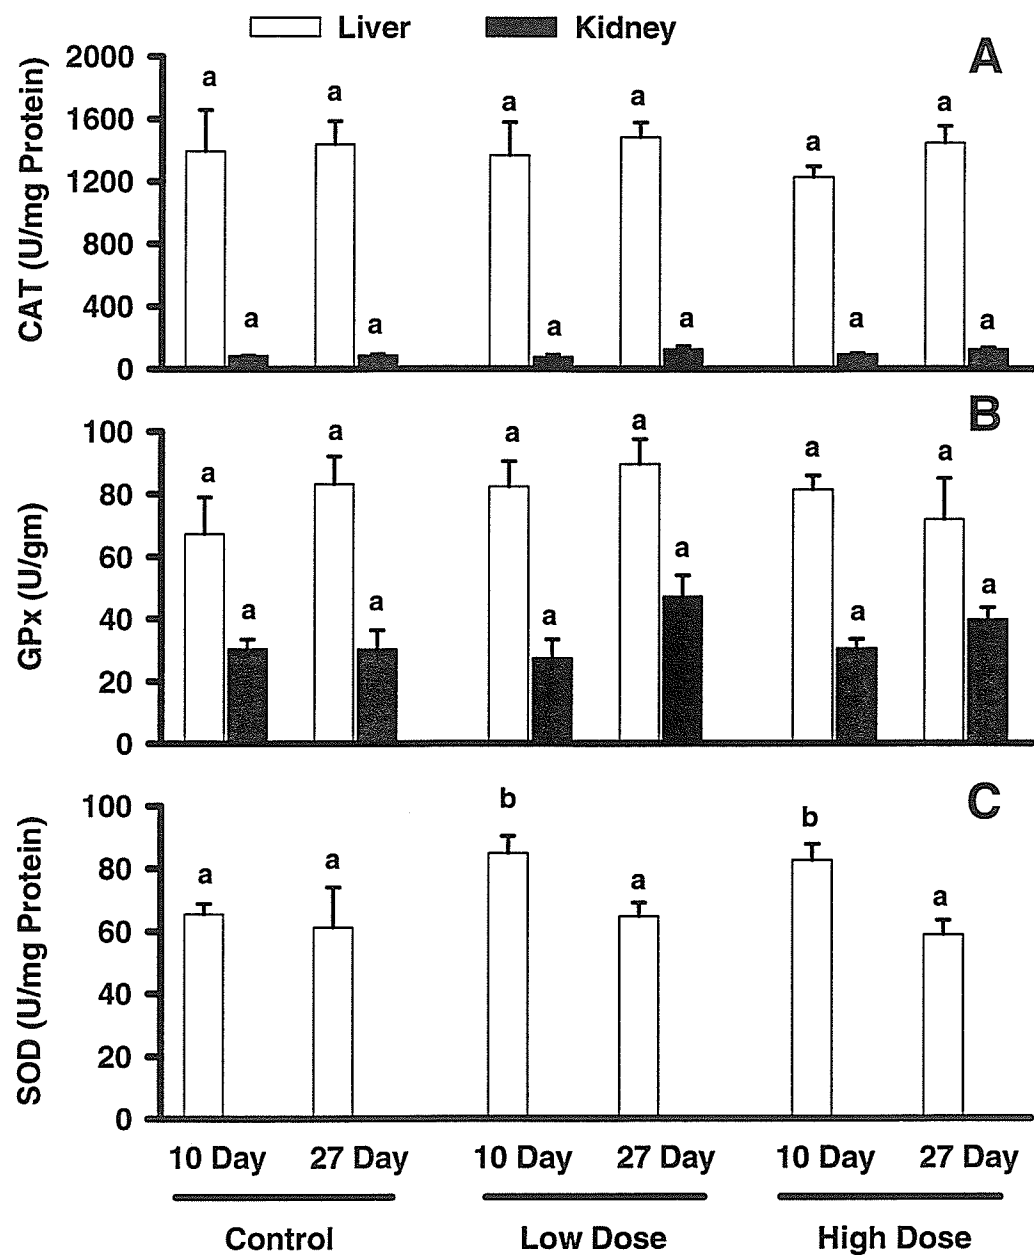 Liver Kidney
A
CAT (U/mg Protein)
2000
1600
1200
800
400
0
a a a a a a
a a a a a a
B
GPx (U/gm)
100
80
60
40
20
0
a a a a a a
a a a a a a
C
SOD (U/mg Protein)
100
80
60
40
20
0
a a b a b a
10 Day 27 Day 10 Day 27 Day 10 Day 27 Day
Control Low Dose High Dose